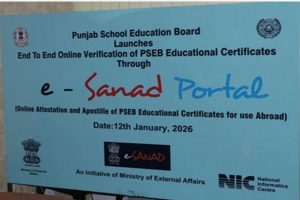 Punjab School Education Board
Launches
End To End Online Verification of PSEB Educational Certificates
Through
e - Sanad Portal
(Online Attestation and Apostille of PSEB Educational Certificates for use Abroad)
Date:12th January, 2026
e-SANAD
An Initiative of Ministry of External Affairs
NIC
National
Informatics
Centre